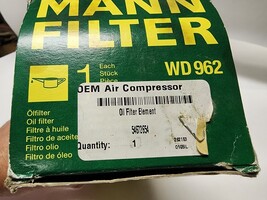 MANN
FILTER
1
Each
Stück
Pièce
WD 962
OEM Air Compressor
Oil Filter Element
54672654
Quantity:
1
Ölfilter
Oil filter
Filtre à huile
Filtro de aceite
Filtro olio
Filtro de óleo